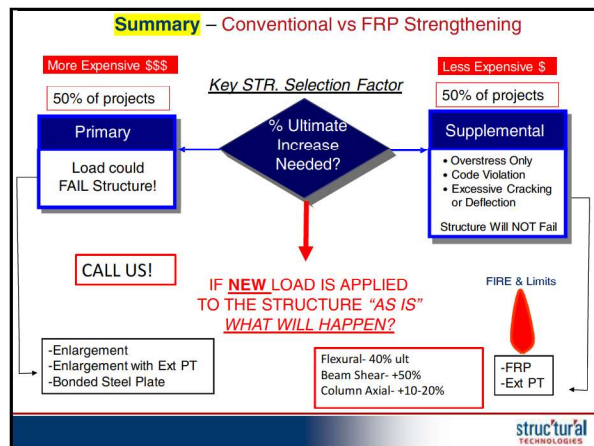 Summary – Conventional vs FRP Strengthening
More Expensive $$$
50% of projects
Key STR. Selection Factor
Less Expensive $
50% of projects
Primary
Load could
FAIL Structure!
% Ultimate
Increase
Needed?
Supplemental
• Overstress Only
• Code Violation
• Excessive Cracking
or Deflection
Structure Will NOT Fail
CALL US!
IF NEW LOAD IS APPLIED
TO THE STRUCTURE “AS IS”
WHAT WILL HAPPEN?
FIRE & Limits
-Enlargement
-Enlargement with Ext PT
-Bonded Steel Plate
Flexural- 40% ult
Beam Shear- +50%
Column Axial- +10-20%
-FRP
-Ext PT
structural
TECHNOLOGIES